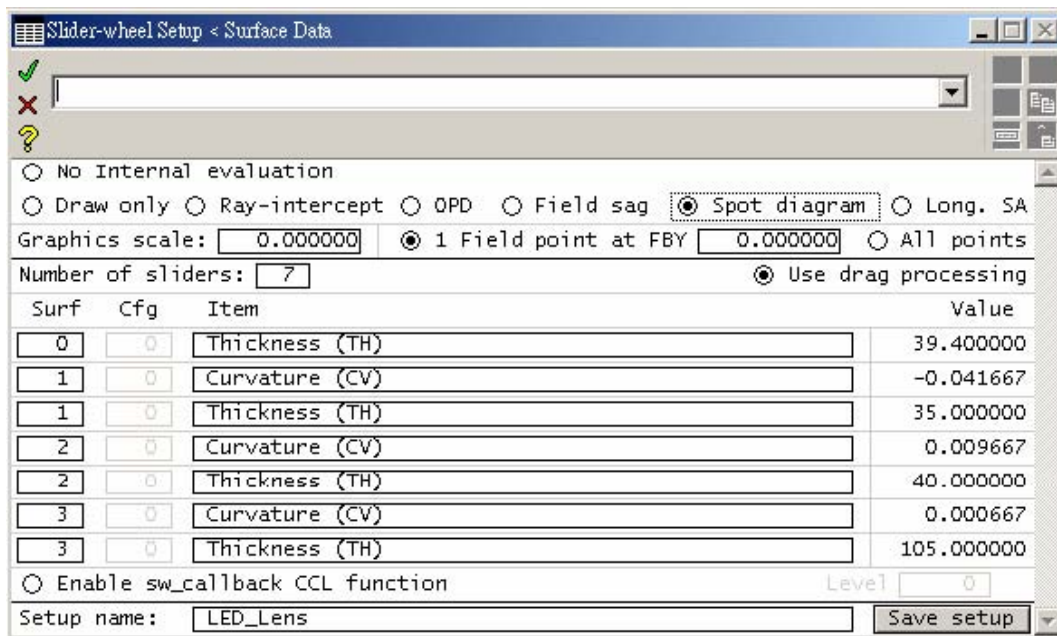 Slider-wheel Setup < Surface Data
?
No Internal evaluation
Draw only Ray-intercept OPD Field sag Spot diagram Long. SA
Graphics scale: 0.000000 1 Field point at FBY 0.000000 All points
Number of sliders: 7 Use drag processing
Surf Cfg Item Value
0 0 Thickness (TH) 39.400000
1 0 Curvature (CV) -0.041667
1 0 Thickness (TH) 35.000000
2 0 Curvature (CV) 0.009667
2 0 Thickness (TH) 40.000000
3 0 Curvature (CV) 0.000667
3 0 Thickness (TH) 105.000000
Enable sw_callback CCL function Level 0
Setup name: LED_Lens Save setup